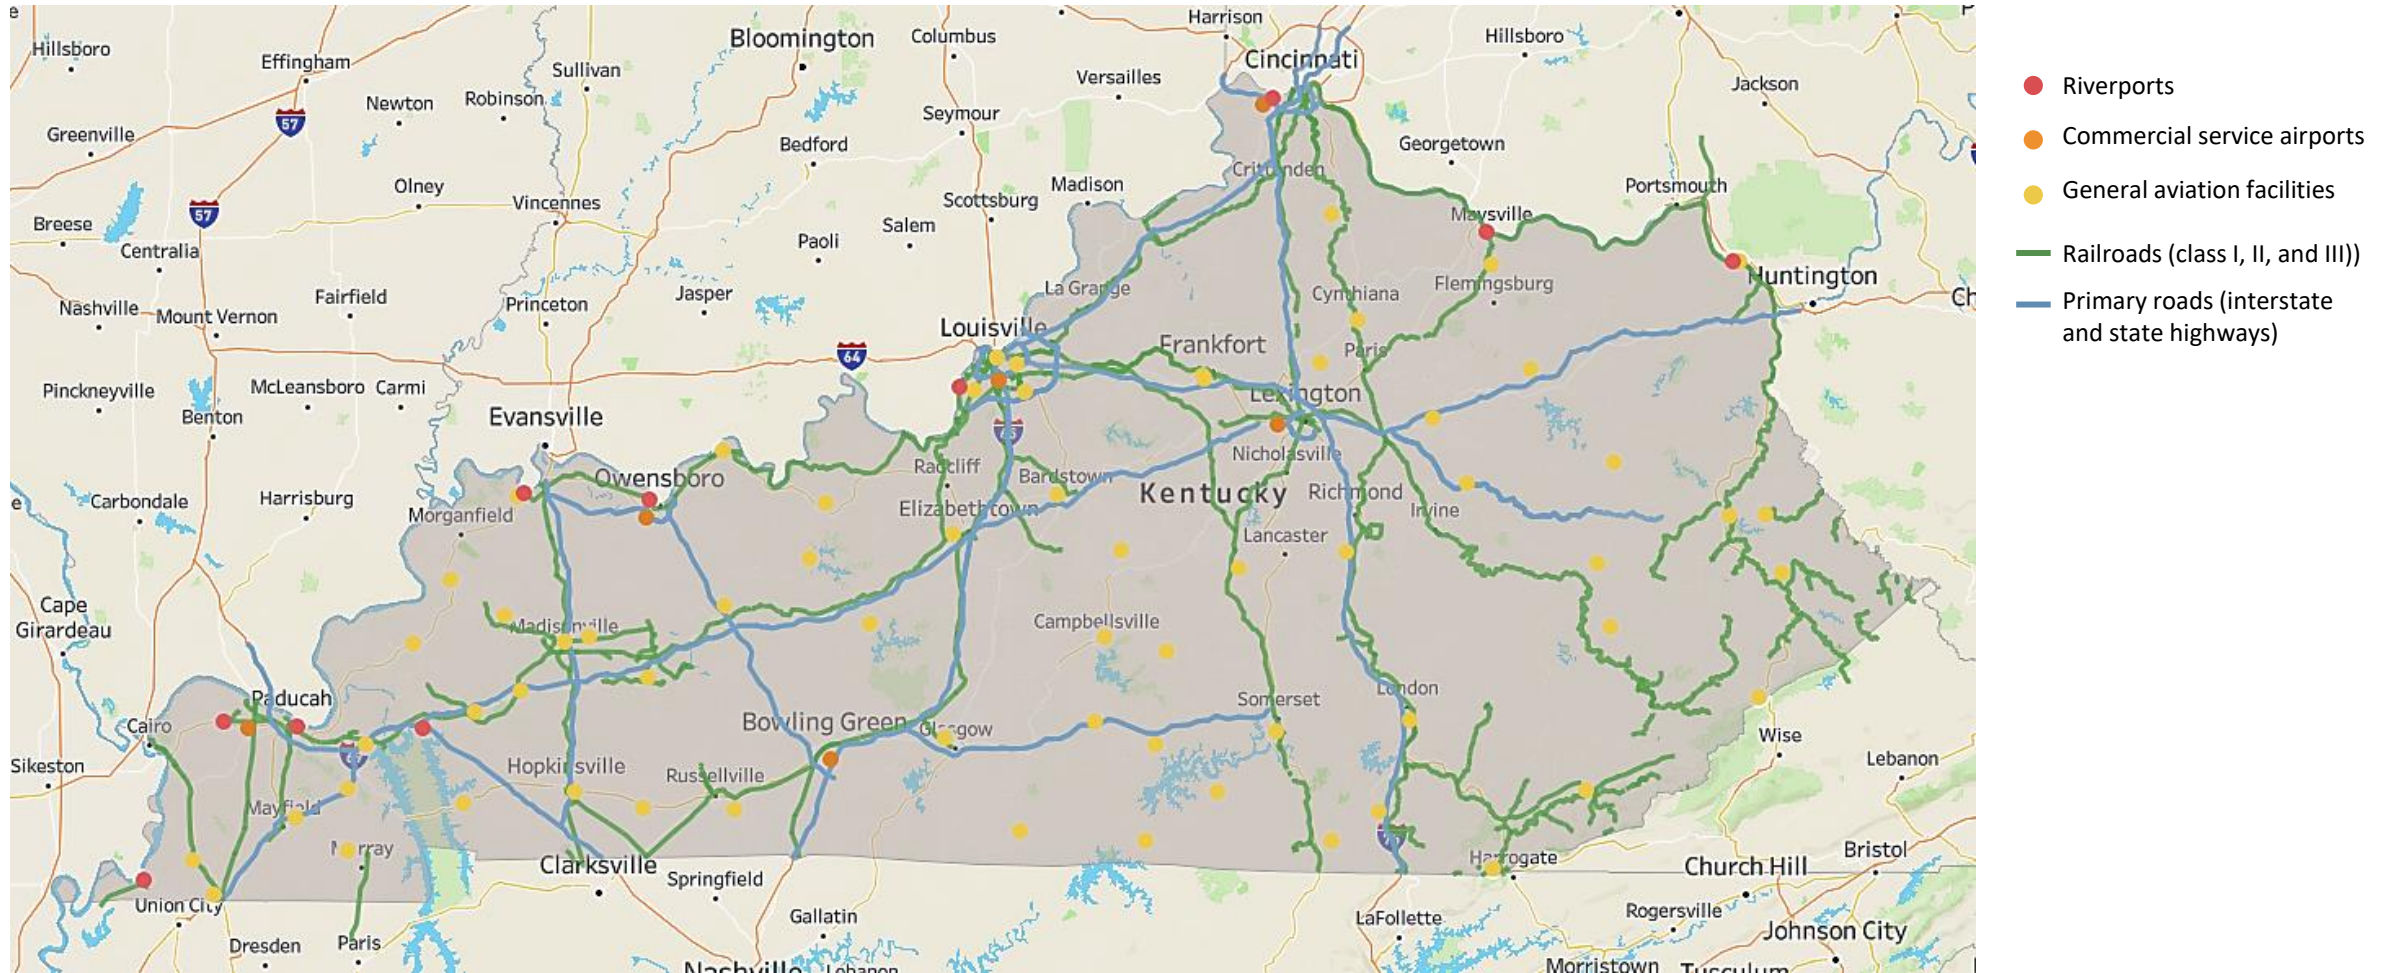 Harrison
Hillsboro
Bloomington
Columbus
Hillsboro
Effingham
Cincinnati
Sullivan
Versailles
Jackson
Newton
Robinson
Seymour
57
Greenville
Bedford
Georgetown
Crittenden
Olney
Madison
Portsmouth
Vincennes
Scottsburg
57
Maysville
Breese
Salem
Paoli
Centralia
Huntington
La Grange
Cynthiana
Flemingsburg
Fairfield
Jasper
Princeton
Nashville
Mount Vernon
Ch
Louisville
Frankfort
Paris
64
Pinckneyville
McLeansboro
Carmi
Lexington
Benton
Evansville
65
Nicholasville
Radcliff
Bardstown
Owensboro
Kentucky
Richmond
Carbondale
Harrisburg
Morganfield
Elizabethtown
Irvine
Lancaster
Cape
Girardeau
Madisonville
Campbellsville
London
Paducah
Somerset
Cairo
Bowling Green
Glasgow
Wise
Sikeston
Hopkinsville
Russellville
Lebanon
Mayfield
Murray
Clarksville
Springfield
Harrogate
Church Hill
Bristol
Union City
Gallatin
LaFollette
Rogersville
Johnson City
Dresden
Paris
Nashville
Lebanon
Morristown
Tusculum
Riverports
Commercial service airports
General aviation facilities
Railroads (class I, II, and III))
Primary roads (interstate
and state highways)